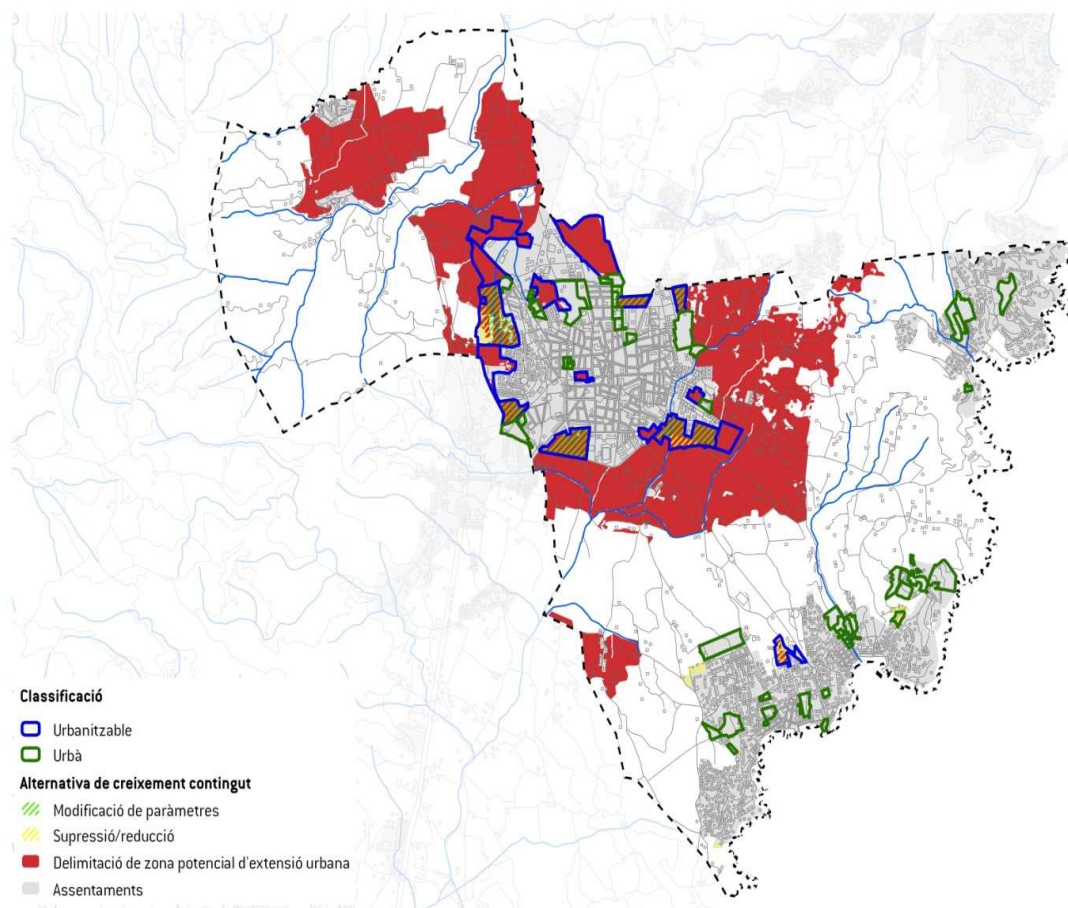 Classificació
Urbanitzable
Urbà
Alternativa de creixement contingut
Modificació de paràmetres
Supressió/reducció
Delimitació de zona potencial d'extensió urbana
Assentaments